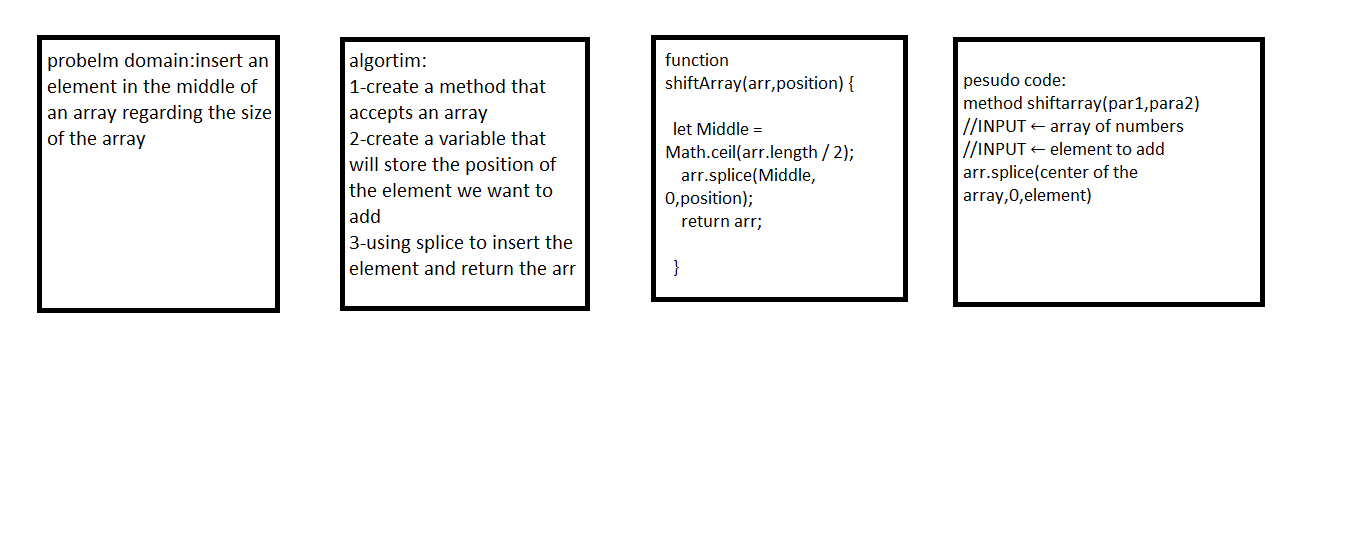 probelm domain:insert an
element in the middle of
an array regarding the size
of the array
algortim:
1-create a method that
accepts an array
2-create a variable that
will store the position of
the element we want to
add
3-using splice to insert the
element and return the arr
function
shiftArray(arr,position) {
let Middle =
Math.ceil(arr.length / 2);
arr.splice(Middle,
0,position);
return arr;
}
pesudo code:
method shiftarray(par1,para2)
//INPUT ← array of numbers
//INPUT ← element to add
arr.splice(center of the
array,0,element)